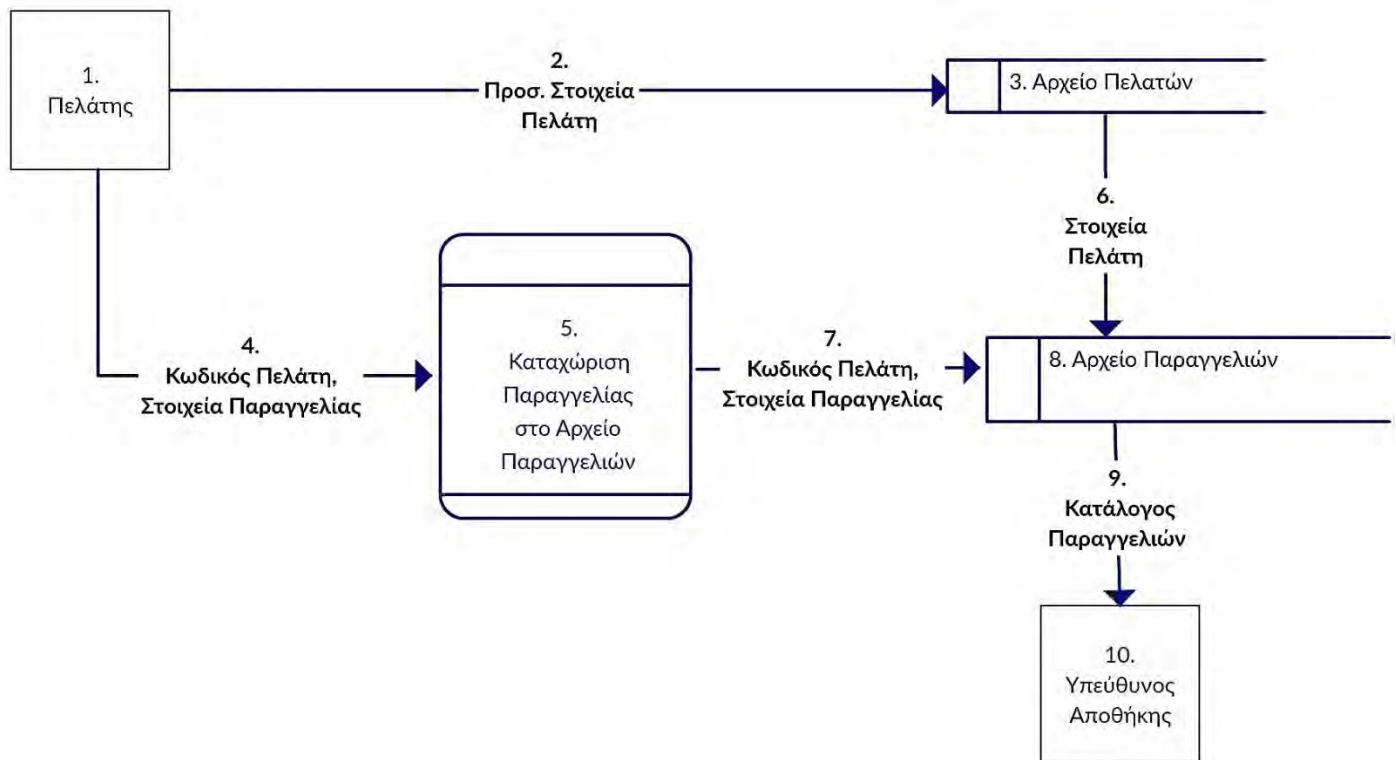 1.
Πελάτης
2.
Προσ. Στοιχεία
Πελάτη
3. Αρχείο Πελατών
4.
Κωδικός Πελάτη,
Στοιχεία Παραγγελίας
5.
Καταχώριση
Παραγγελίας
στο Αρχείο
Παραγγελιών
6.
Στοιχεία
Πελάτη
7.
Κωδικός Πελάτη,
Στοιχεία Παραγγελίας
8. Αρχείο Παραγγελιών
9.
Κατάλογος
Παραγγελιών
10.
Υπεύθυνος
Αποθήκης